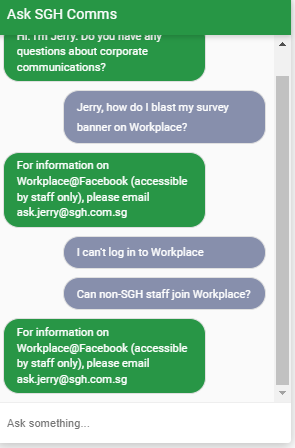 Ask SGH Comms
Hi. I'm Jerry. Do you have any
questions about corporate
communications?
Jerry, how do I blast my survey
banner on Workplace?
For information on
Workplace@Facebook (accessible
by staff only), please email
ask.jerry@sgh.com.sg
I can't log in to Workplace
Can non-SGH staff join Workplace?
For information on
Workplace@Facebook (accessible
by staff only), please email
ask.jerry@sgh.com.sg
Ask something...